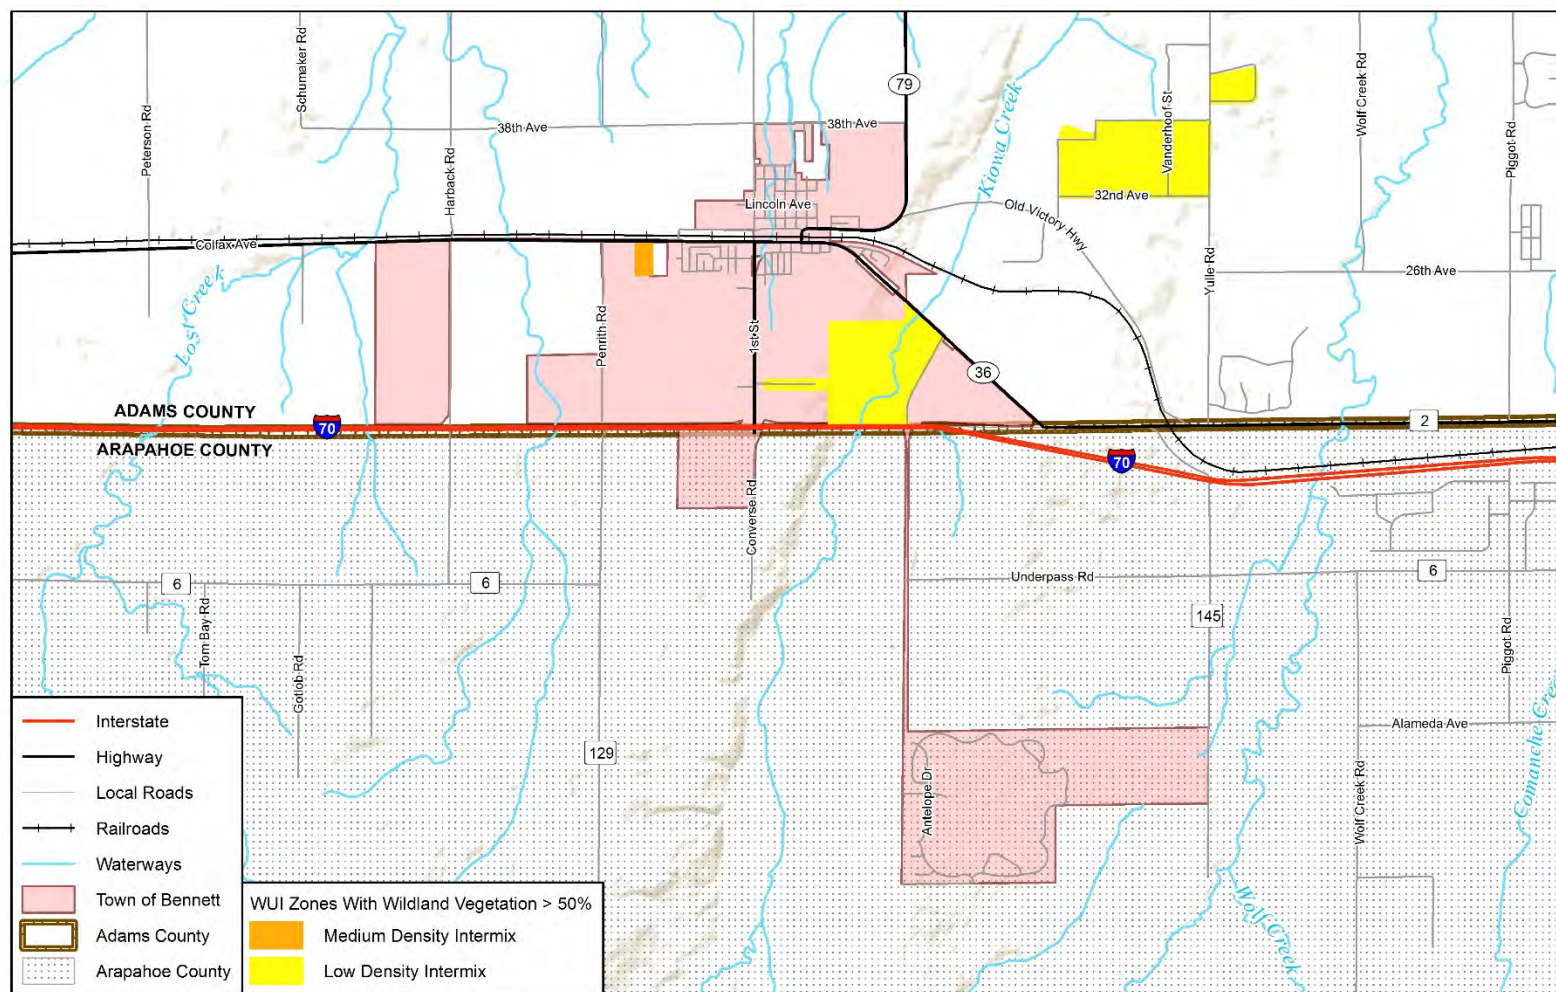 Peterson Rd
Schumaker Rd
Harback Rd
38th Ave
38th Ave
79
Kiowa Creek
Vanderhoof St
Wolf Creek Rd
Piggot Rd
32nd Ave
Lincoln Ave
Old Victory Hwy
Colfax Ave
Lost Creek
Penrith Rd
1st St
Yulle Rd
26th Ave
36
ADAMS COUNTY
70
2
ARAPAHOE COUNTY
70
Converse Rd
6
6
Underpass Rd
6
Tom Bay Rd
Gotlob Rd
145
Piggot Rd
129
Alameda Ave
Antelope Dr
Wolf Creek Rd
Comanche Creek
Wolf Creek
Interstate
Highway
Local Roads
Railroads
Waterways
Town of Bennett
Adams County
Arapahoe County
WUI Zones With Wildland Vegetation > 50%
Medium Density Intermix
Low Density Intermix